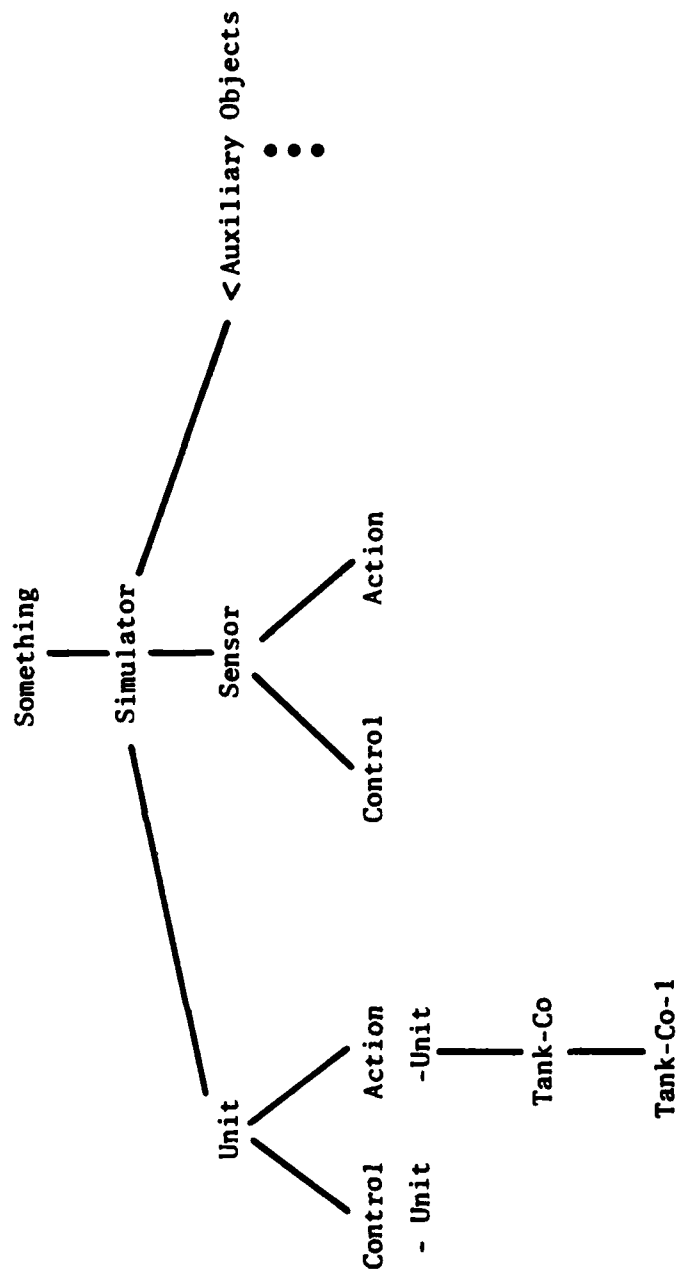 Something
Simulator
Unit
Sensor
<Auxiliary Objects
Control
- Unit
Action
-Unit
Control
Action
Tank-Co
Tank-Co-1